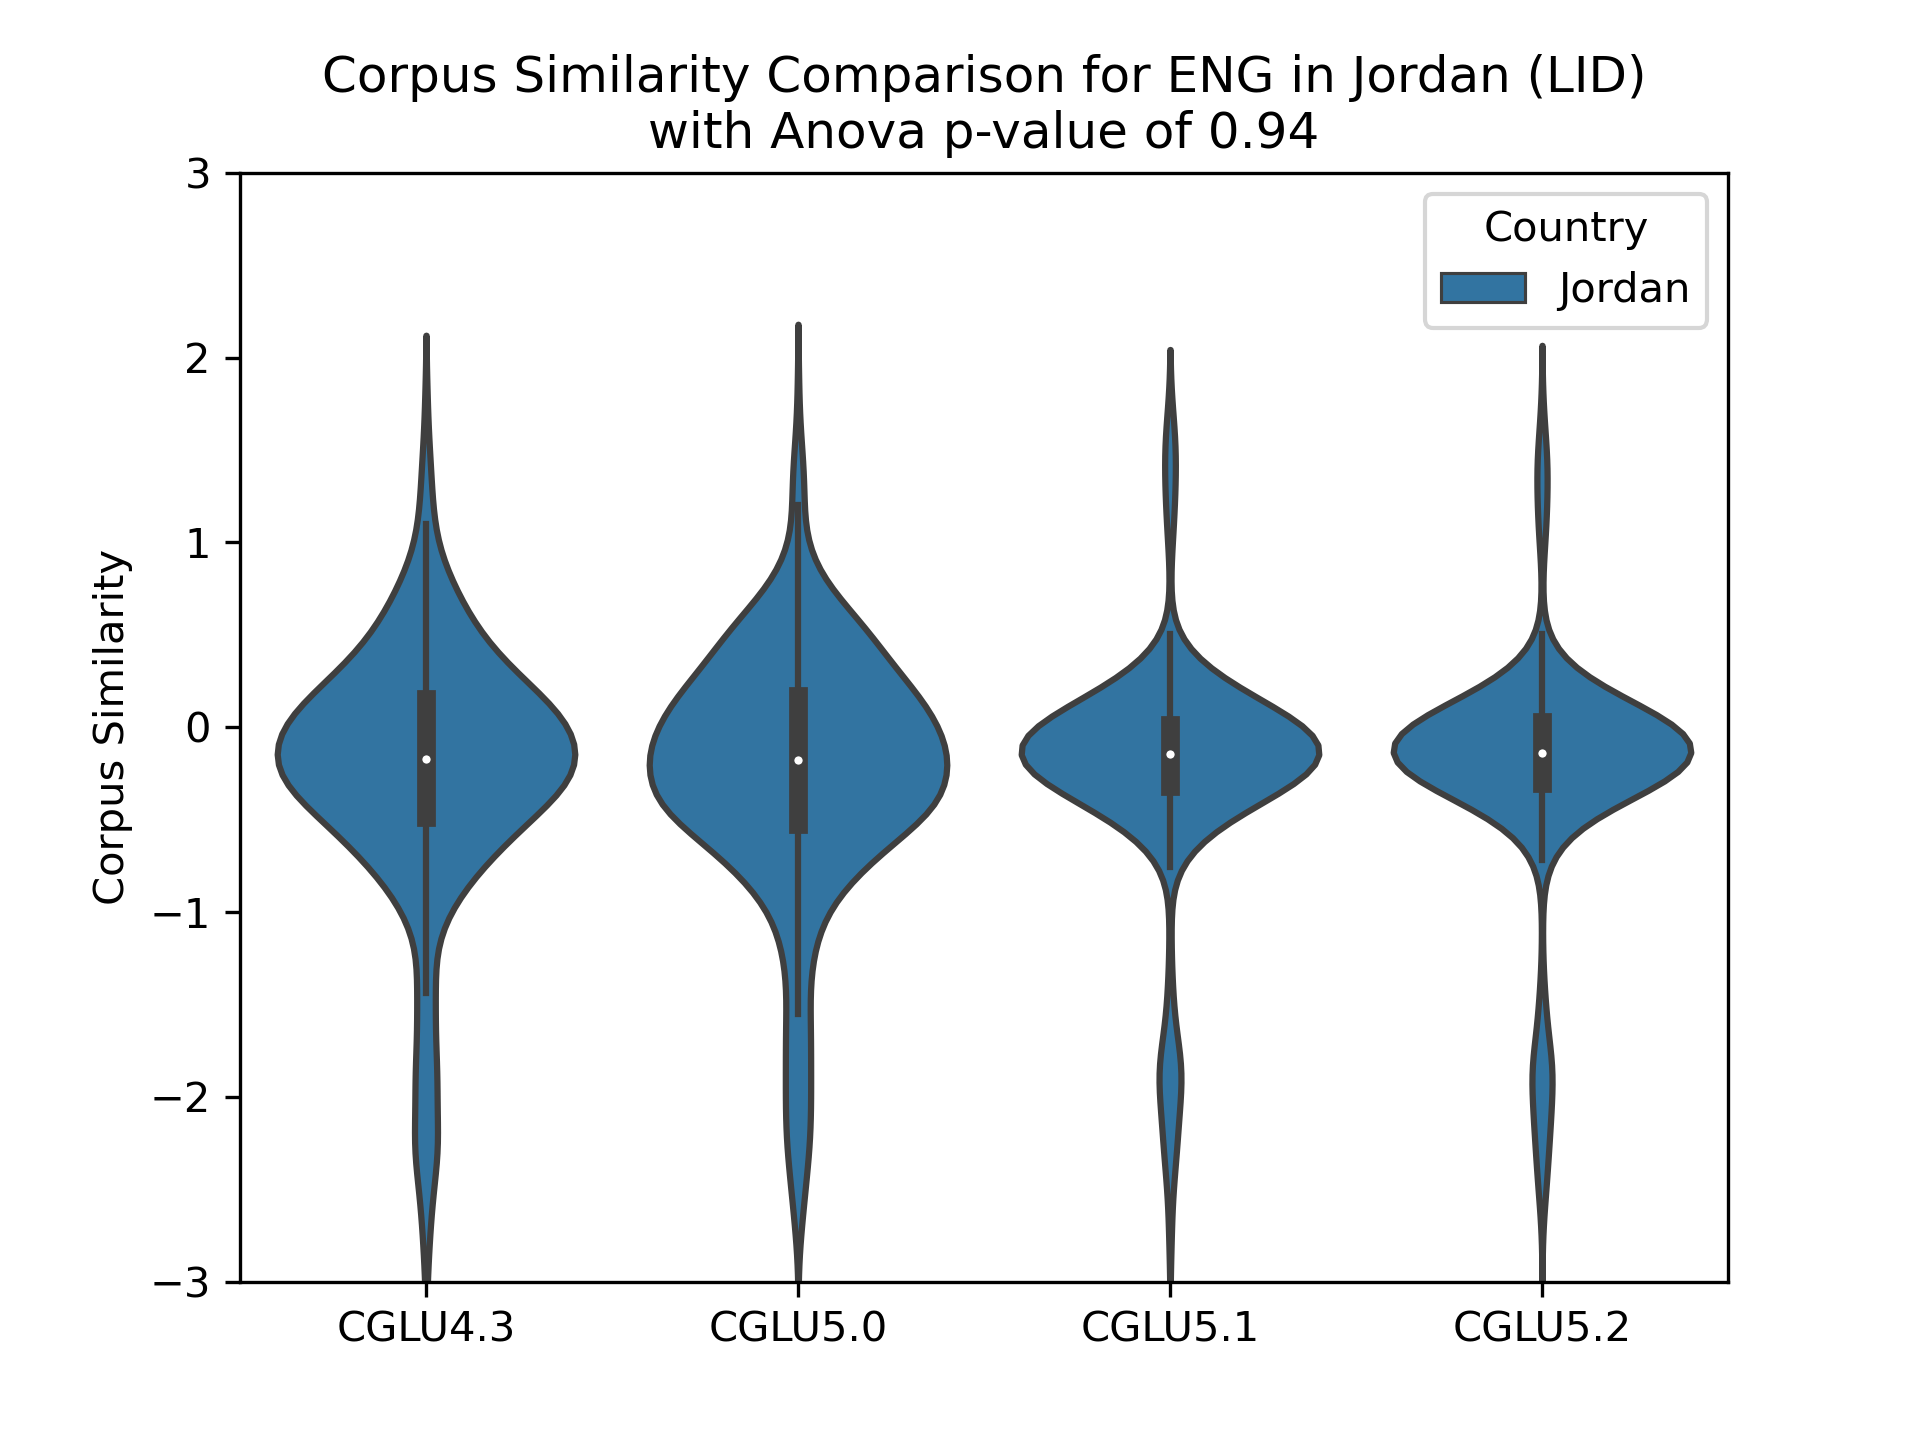 Corpus Similarity Comparison for ENG in Jordan (LID)
with Anova p-value of 0.94
Country
Jordan
Corpus Similarity
3
2
1
0
−1
−2
−3
CGLU4.3
CGLU5.0
CGLU5.1
CGLU5.2